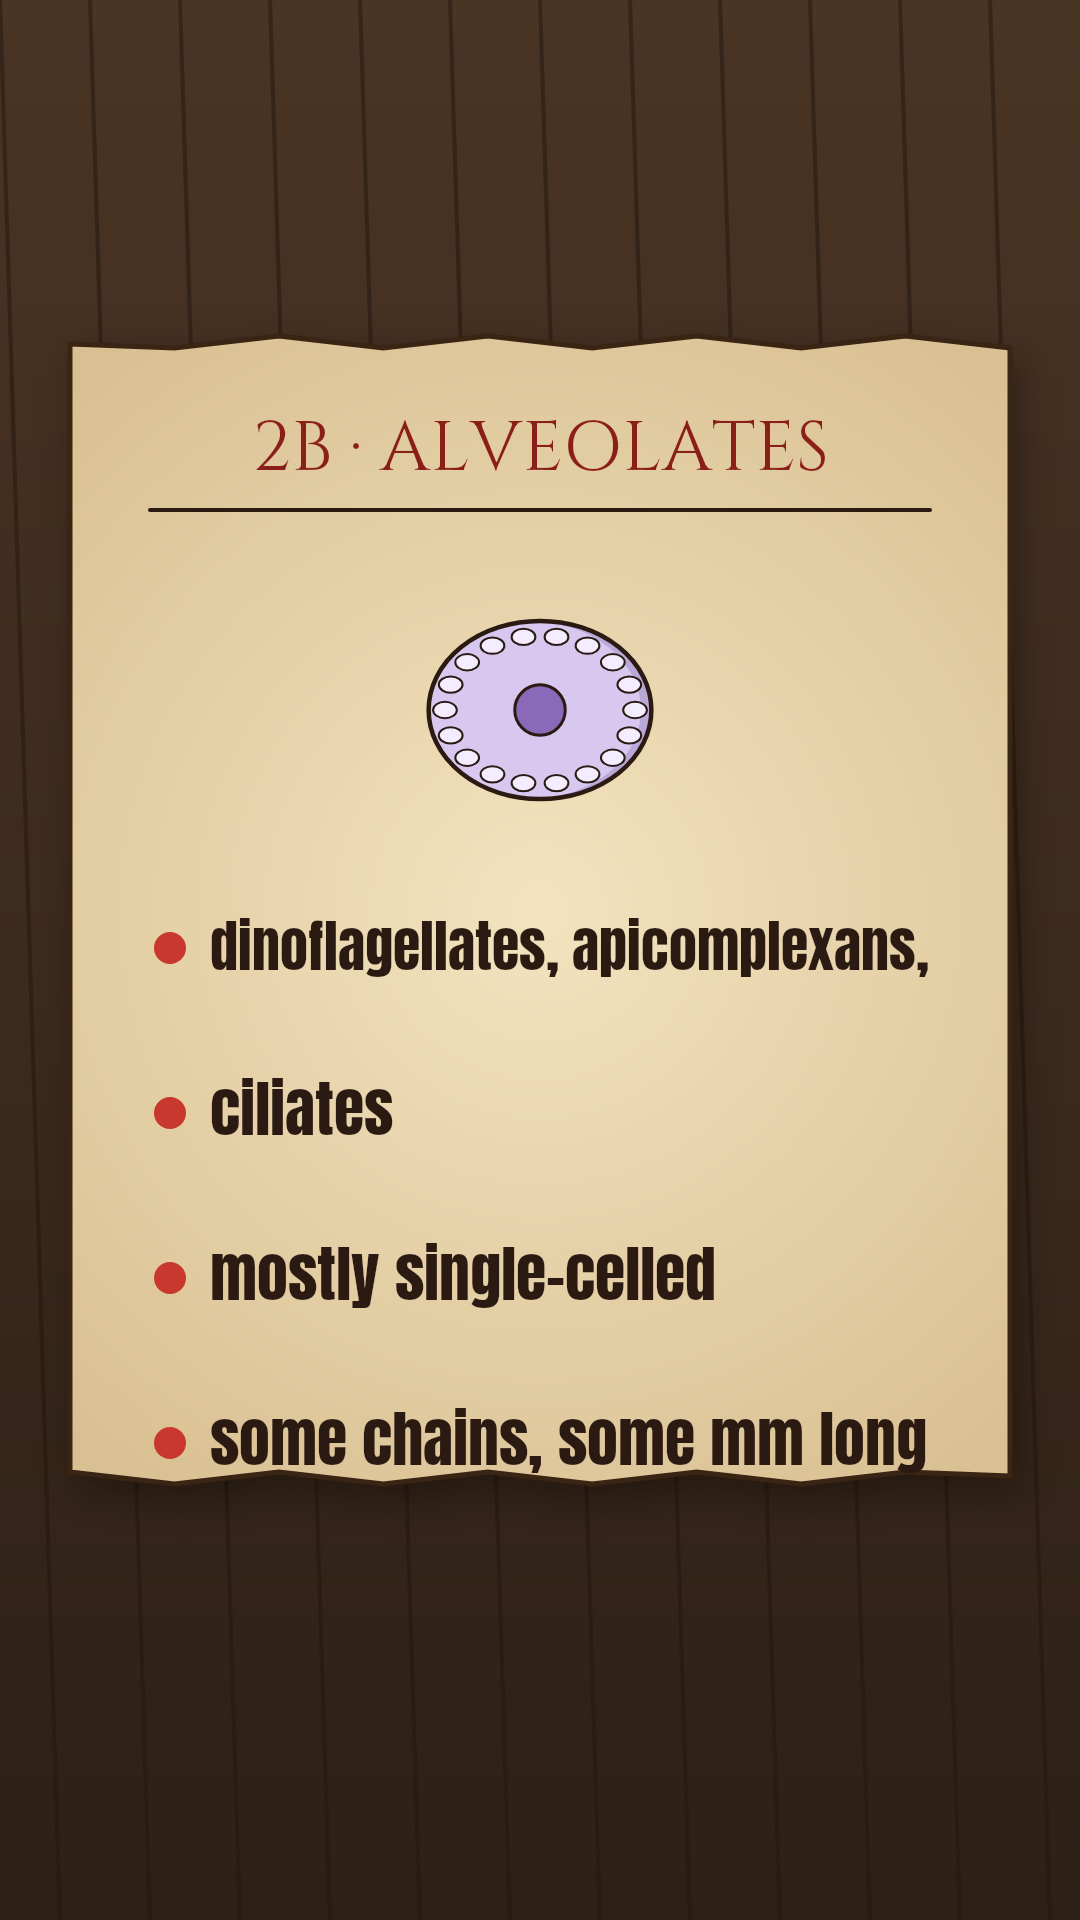 2B · ALVEOLATES
dinoflagellates, apicomplexans,
ciliates
mostly single-celled
some chains, some mm long